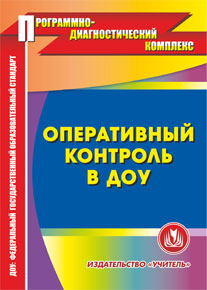 ПРОГРАММНО-
ДИАГНОСТИЧЕСКИЙ
КОМПЛЕКС
ДОУ. ФЕДЕРАЛЬНЫЙ ГОСУДАРСТВЕННЫЙ ОБРАЗОВАТЕЛЬНЫЙ СТАНДАРТ
ОПЕРАТИВНЫЙ
КОНТРОЛЬ
В ДОУ
ИЗДАТЕЛЬСТВО «УЧИТЕЛЬ»